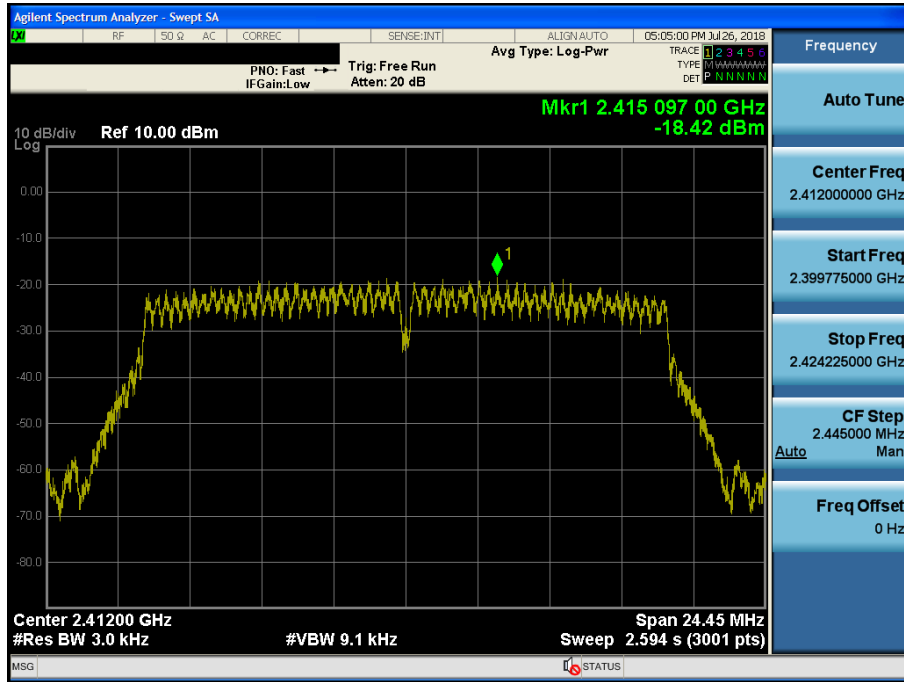 Agilent Spectrum Analyzer - Swept SA
LXI RF 50 Ω AC CORREC SENSE:INT ALIGN AUTO 05:05:00 PM Jul 26, 2018
Frequency
Avg Type: Log-Pwr
TRACE 1 2 3 4 5 6
TYPE M W W W W W
DET P N N N N N
PNO: Fast
IFGain:Low
Trig: Free Run
Atten: 20 dB
Auto Tune
Mkr1 2.415 097 00 GHz
-18.42 dBm
10 dB/div
Log
Ref 10.00 dBm
Center Freq
2.412000000 GHz
0.00
-10.0
1
Start Freq
2.399775000 GHz
-20.0
-30.0
Stop Freq
2.424225000 GHz
-40.0
-50.0
CF Step
2.445000 MHz
Auto Man
-60.0
-70.0
Freq Offset
0 Hz
-80.0
Center 2.41200 GHz Span 24.45 MHz
#Res BW 3.0 kHz #VBW 9.1 kHz Sweep 2.594 s (3001 pts)
MSG STATUS